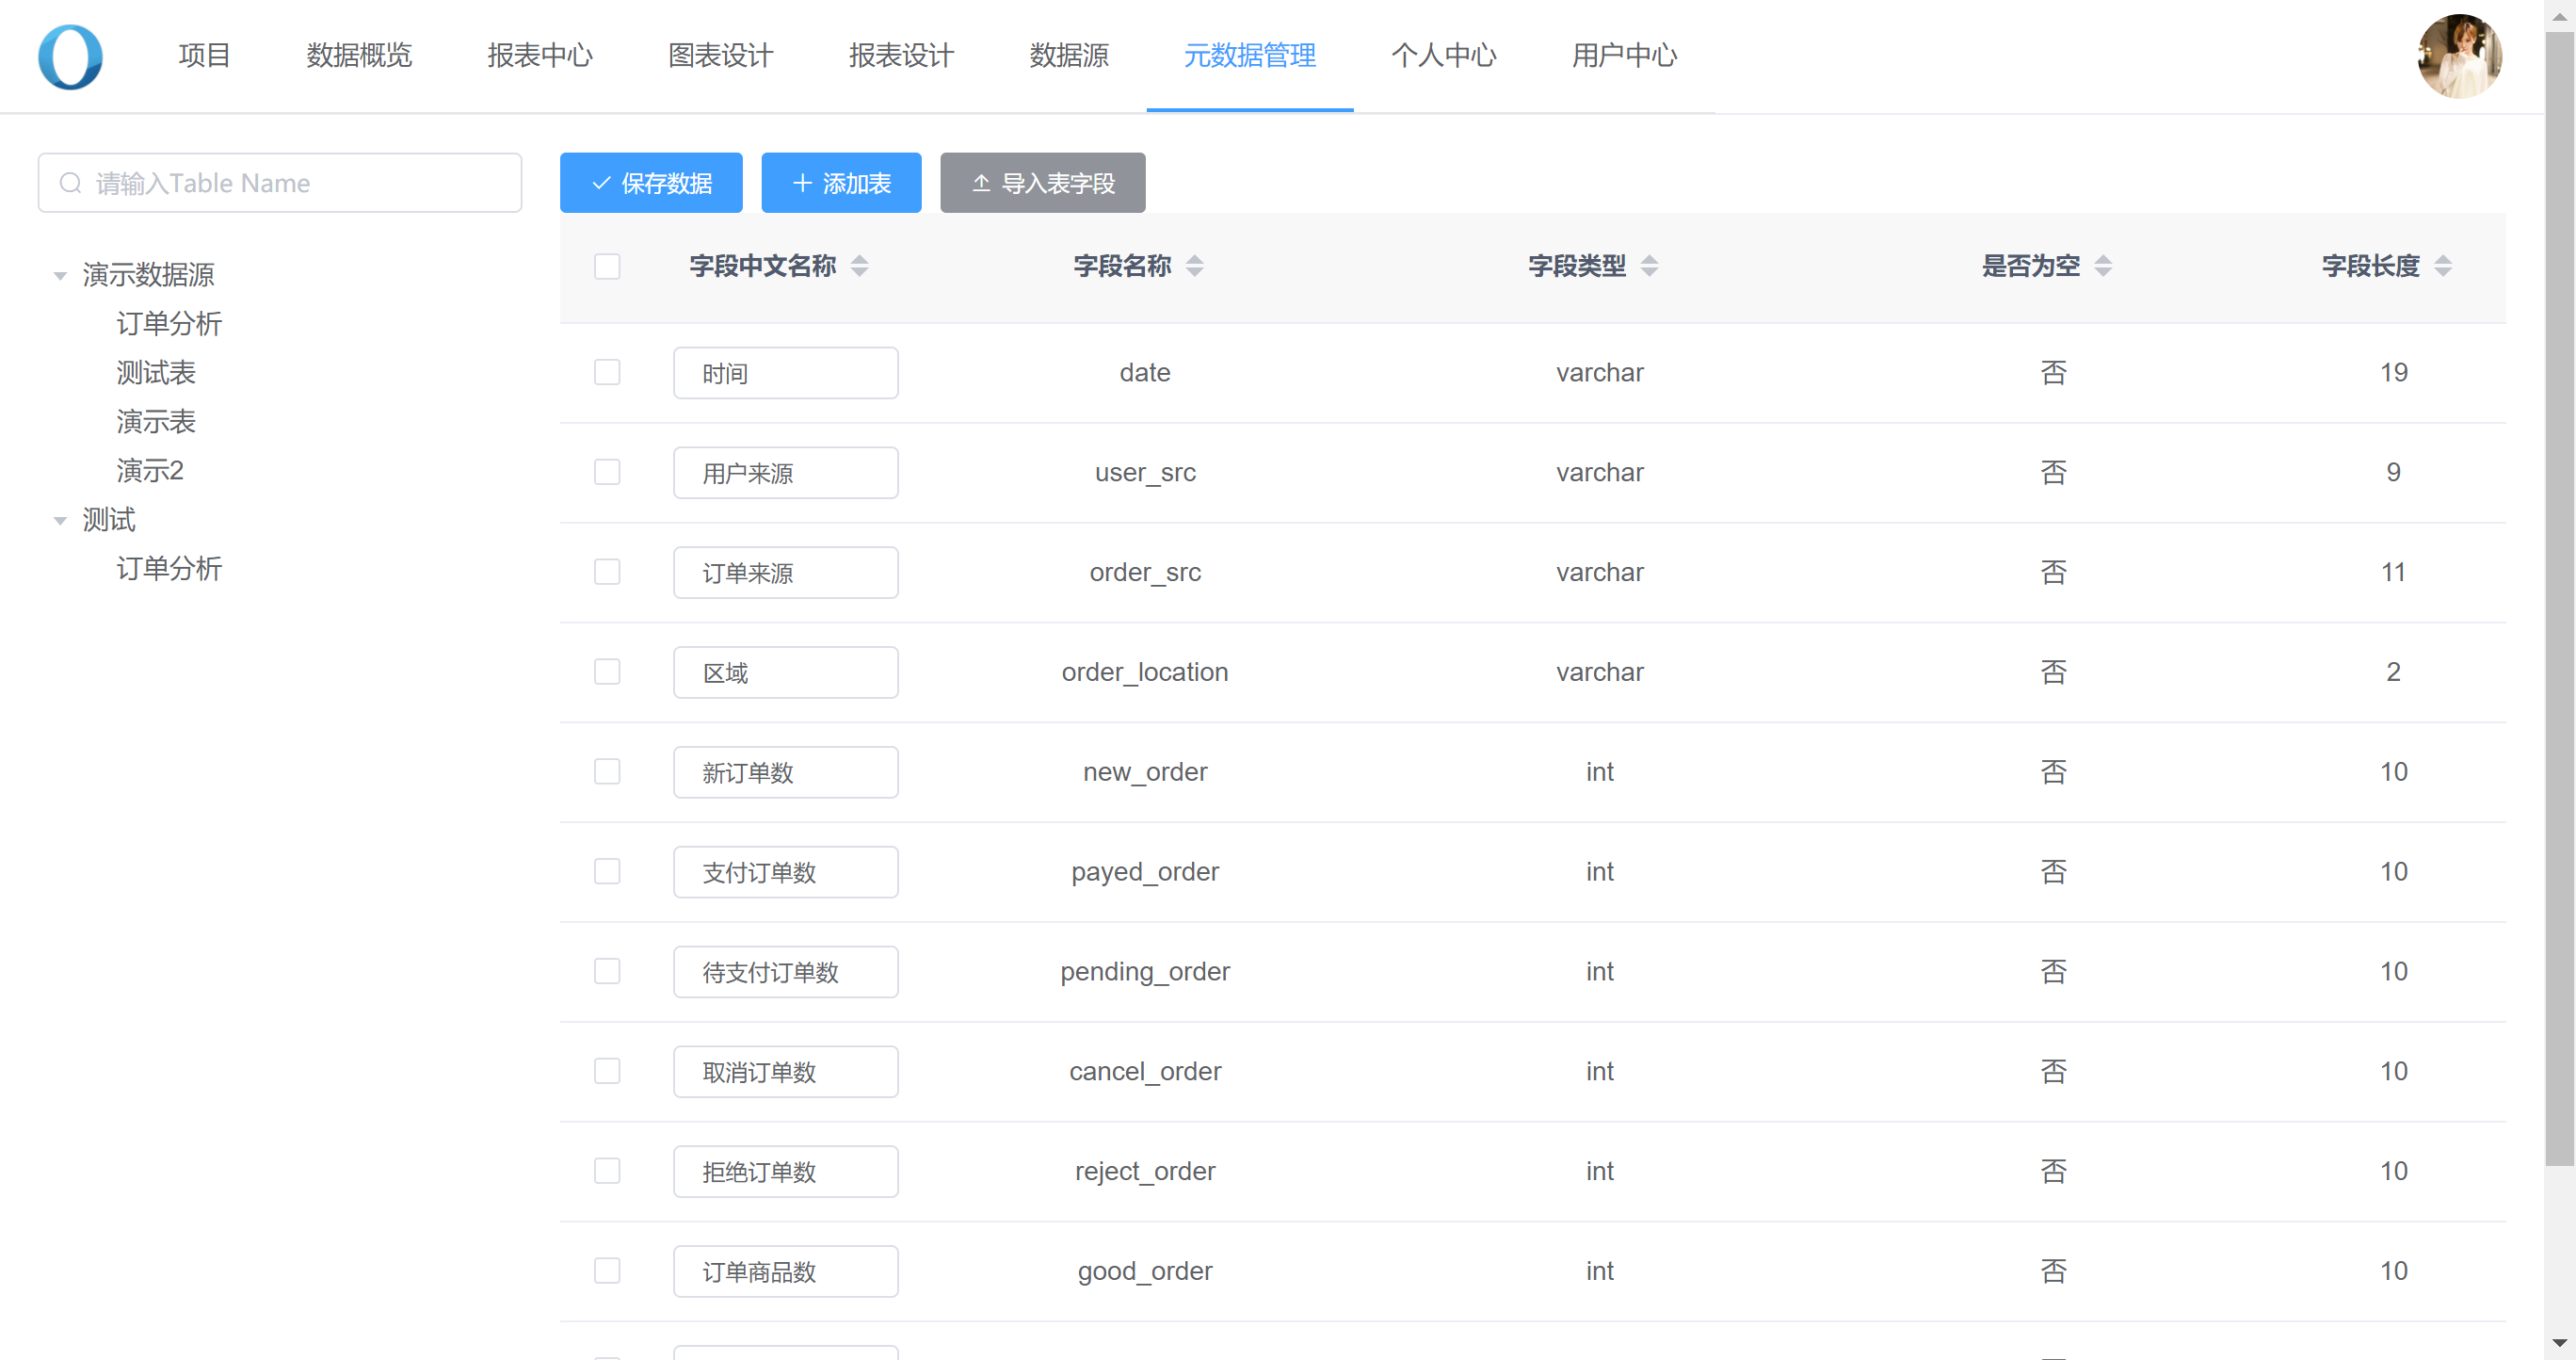 项目 数据概览 报表中心 图表设计 报表设计 数据源 元数据管理 个人中心 用户中心
请输入Table Name
保存数据 添加表 导入表字段
演示数据源
订单分析
测试表
演示表
演示2
测试
订单分析
字段中文名称 字段名称 字段类型 是否为空 字段长度
时间 date varchar 否 19
用户来源 user_src varchar 否 9
订单来源 order_src varchar 否 11
区域 order_location varchar 否 2
新订单数 new_order int 否 10
支付订单数 payed_order int 否 10
待支付订单数 pending_order int 否 10
取消订单数 cancel_order int 否 10
拒绝订单数 reject_order int 否 10
订单商品数 good_order int 否 10